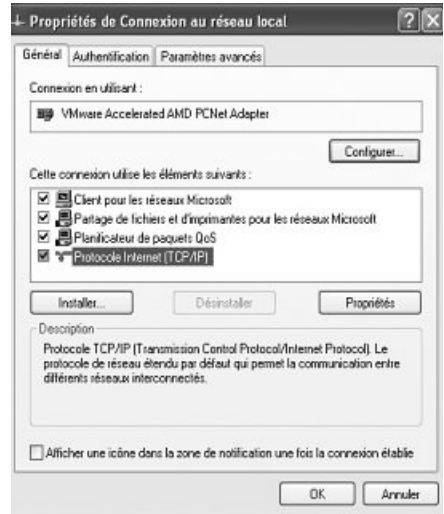 Propriétés de Connexion au réseau local
Général Authentification Paramètres avancés
Connexion en utilisant :
VMware Accelerated AMD PCNet Adapter
Configurer...
Cette connexion utilise les éléments suivants :
Client pour les réseaux Microsoft
Partage de fichiers et d'imprimantes pour les réseaux Microsoft
Planificateur de paquets QoS
Protocole Internet (TCP/IP)
Installer... Désinstaller Propriétés
Description
Protocole TCP/IP (Transmission Control Protocol/Internet Protocol). Le
protocole de réseau étendu par défaut qui permet la communication entre
différents réseaux interconnectés.
Afficher une icône dans la zone de notification une fois la connexion établie
OK Annuler